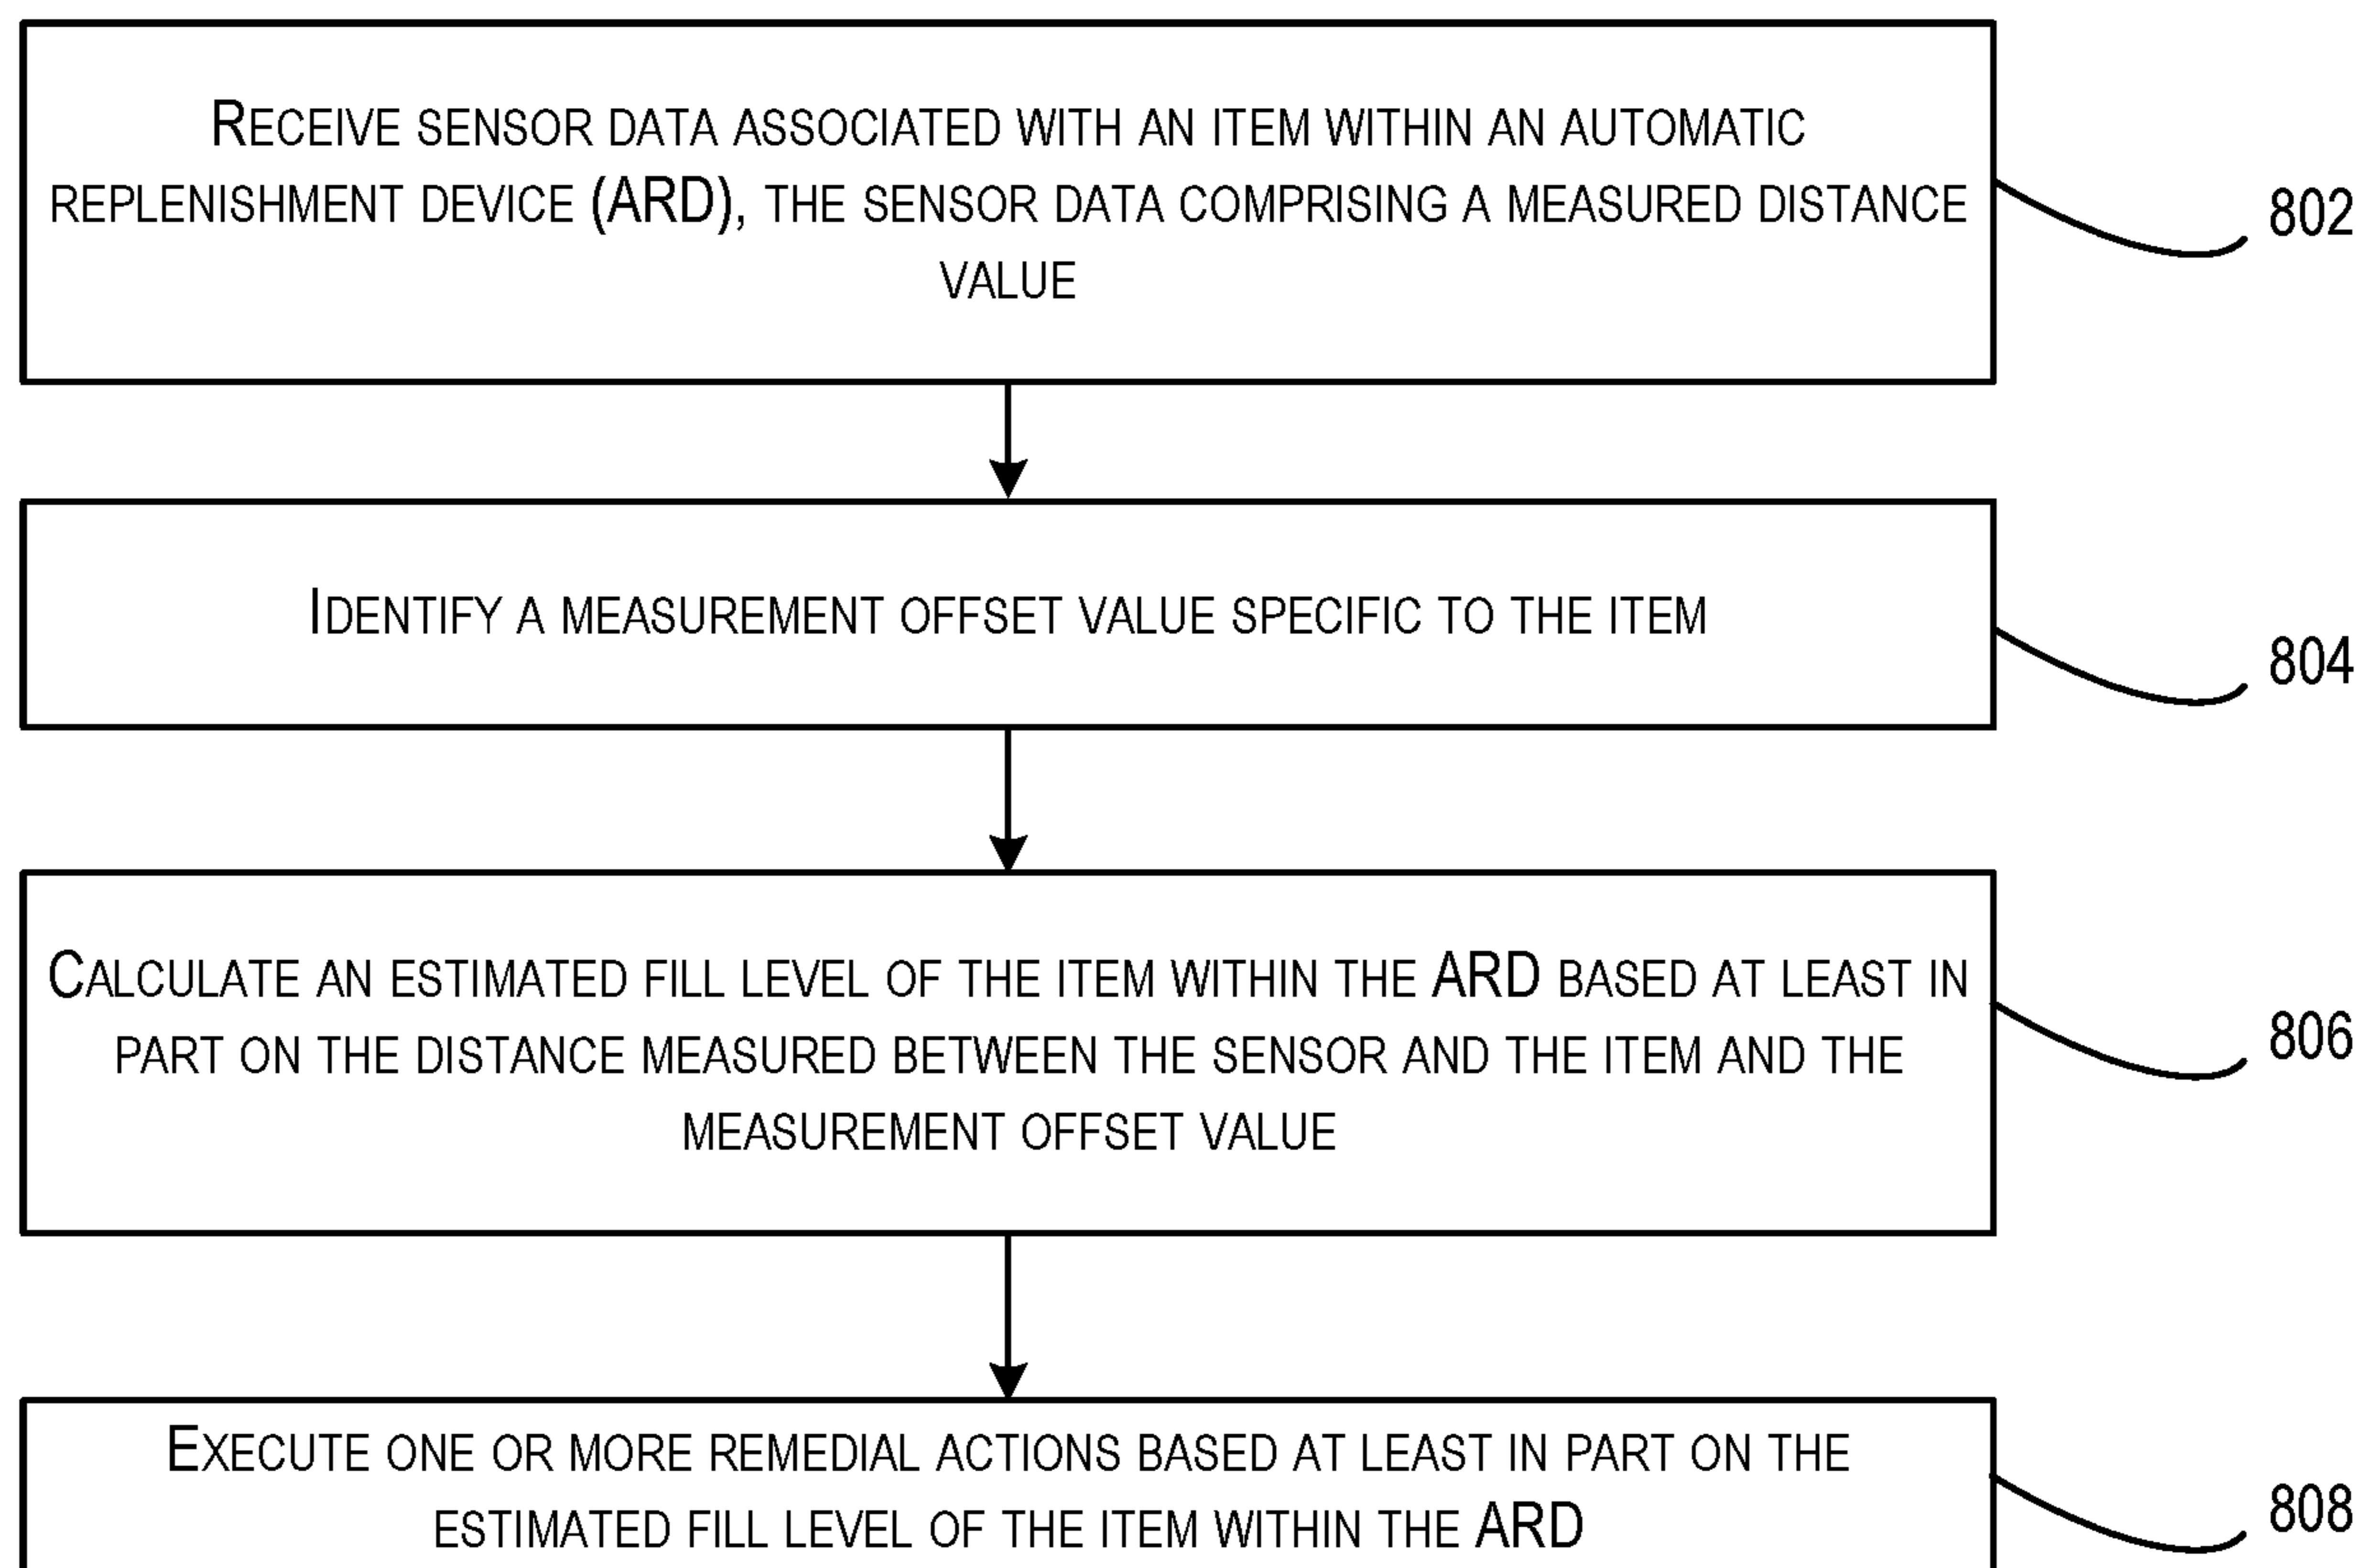 Receive sensor data associated with an item within an automatic
replenishment device (ARD), the sensor data comprising a measured distance
value
802
Identify a measurement offset value specific to the item
804
Calculate an estimated fill level of the item within the ARD based at least in
part on the distance measured between the sensor and the item and the
measurement offset value
806
Execute one or more remedial actions based at least in part on the
estimated fill level of the item within the ARD
808